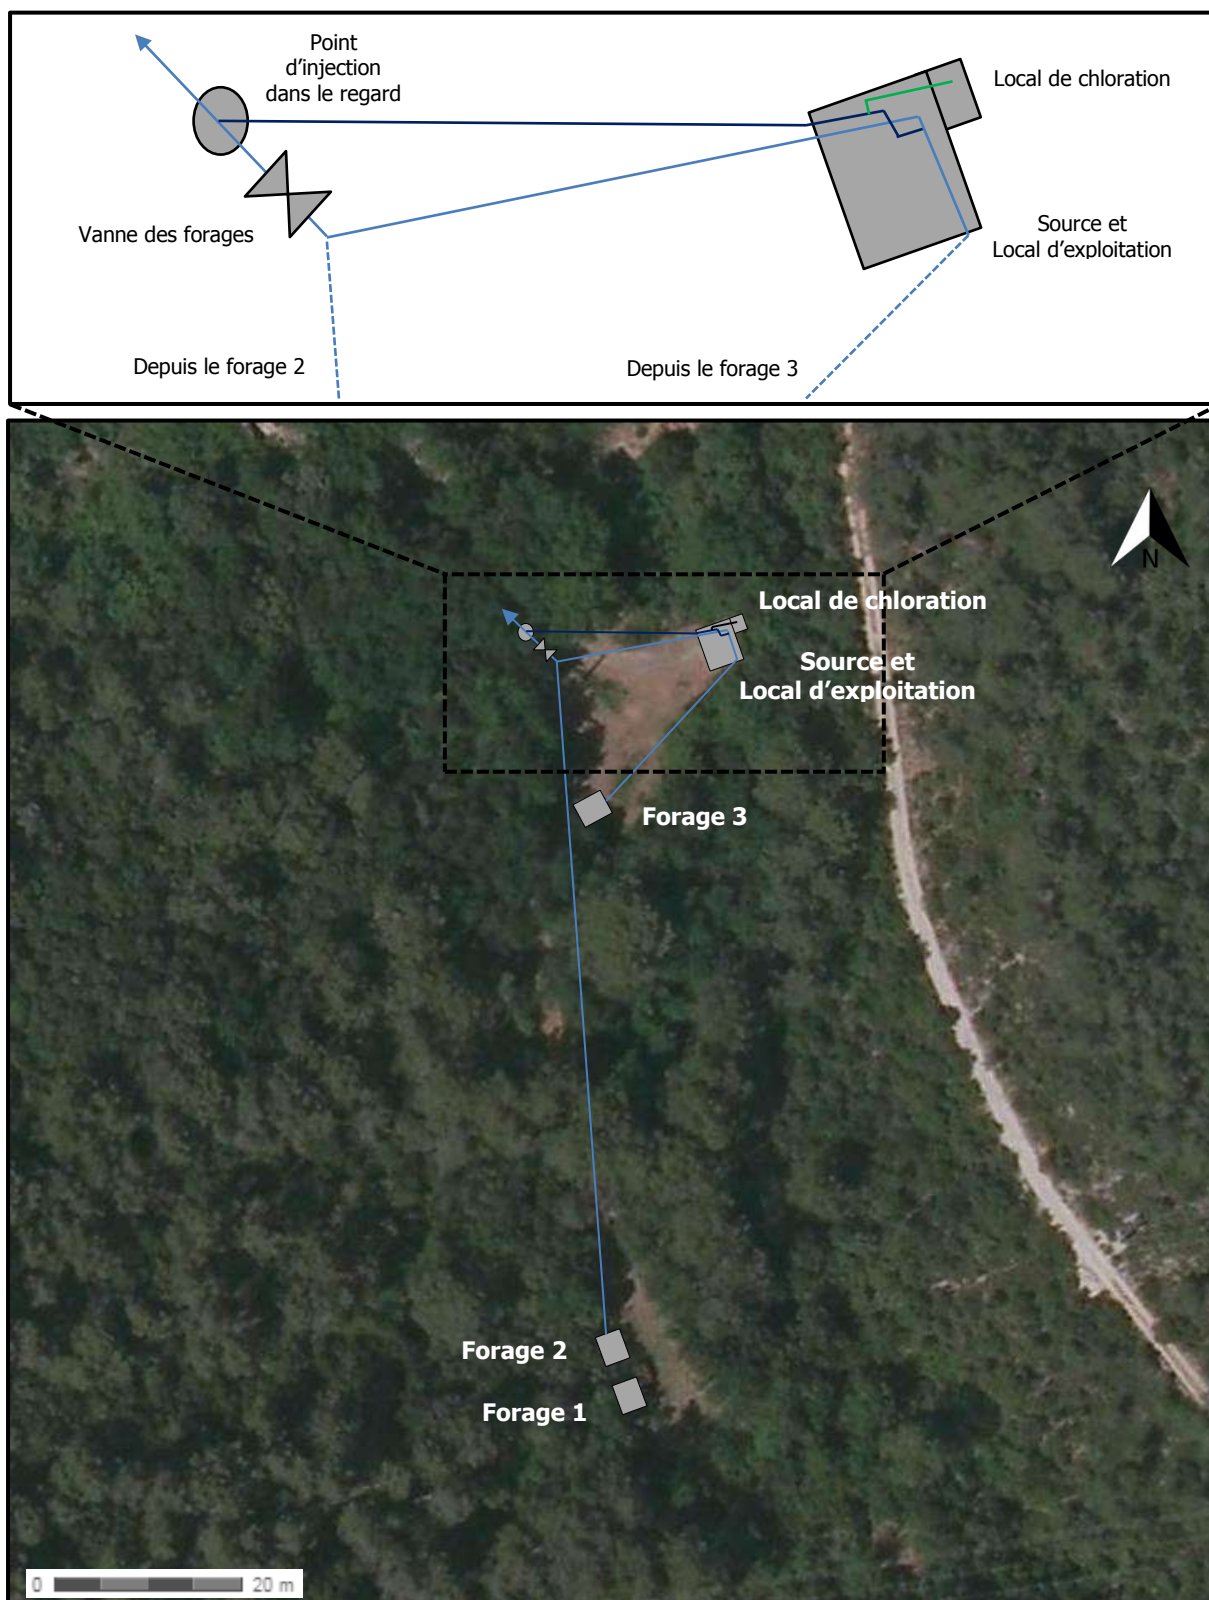 Point
d'injection
dans le regard
Local de chloration
Vanne des forages
Source et
Local d'exploitation
Depuis le forage 2
Depuis le forage 3
N
Local de chloration
Source et
Local d'exploitation
Forage 3
Forage 2
Forage 1
0 20 m